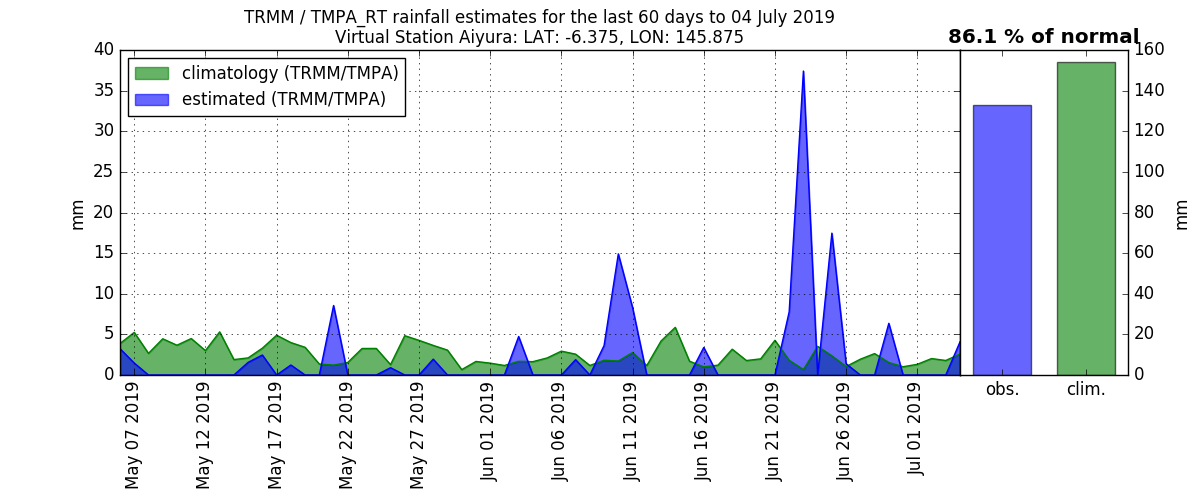 TRMM / TMPA_RT rainfall estimates for the last 60 days to 04 July 2019
Virtual Station Aiyura: LAT: -6.375, LON: 145.875
86.1 % of normal
climatology (TRMM/TMPA)
estimated (TRMM/TMPA)
mm
40
35
30
25
20
15
10
5
0
May 07 2019
May 12 2019
May 17 2019
May 22 2019
May 27 2019
Jun 01 2019
Jun 06 2019
Jun 11 2019
Jun 16 2019
Jun 21 2019
Jun 26 2019
Jul 01 2019
obs.
clim.
160
140
120
100
80
60
40
20
0
mm